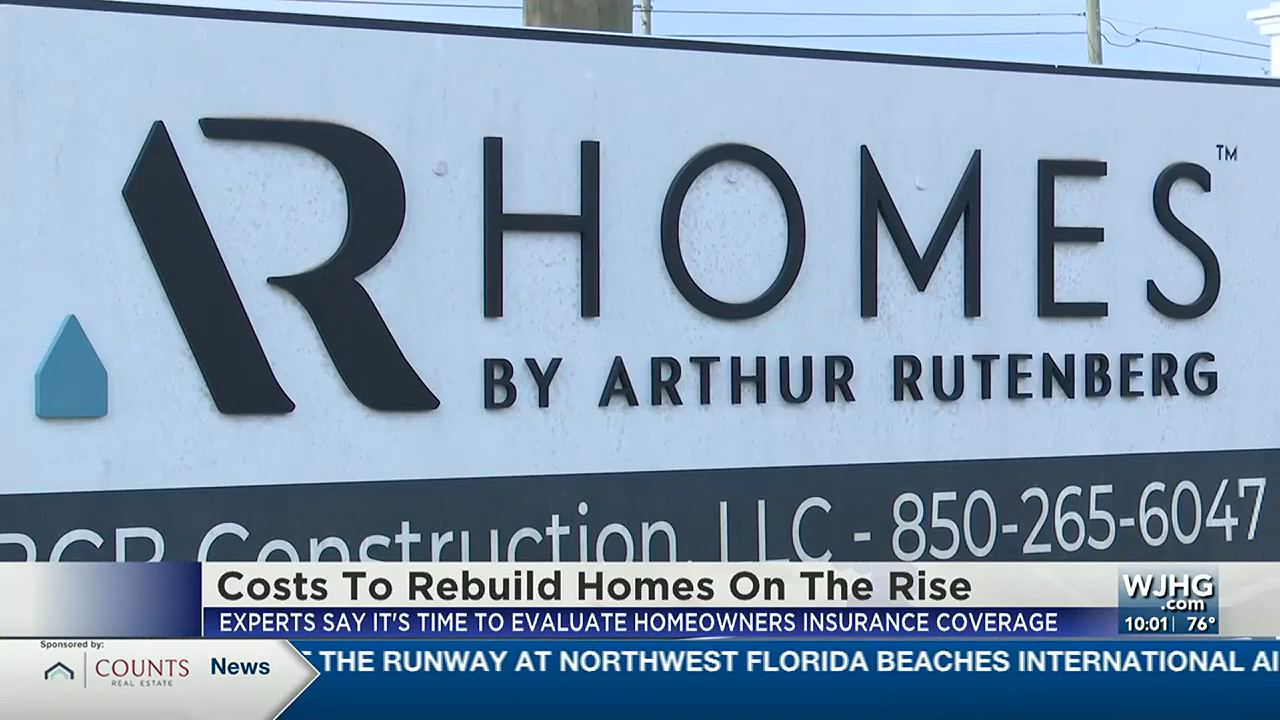 AR HOMES™
BY ARTHUR RUTENBERG
Construction, LLC - 850-265-6047
Costs To Rebuild Homes On The Rise
EXPERTS SAY IT'S TIME TO EVALUATE HOMEOWNERS INSURANCE COVERAGE
WJHG
.com
10:01 76°
Sponsored by:
COUNTS
REAL ESTATE
News
THE RUNWAY AT NORTHWEST FLORIDA BEACHES INTERNATIONAL